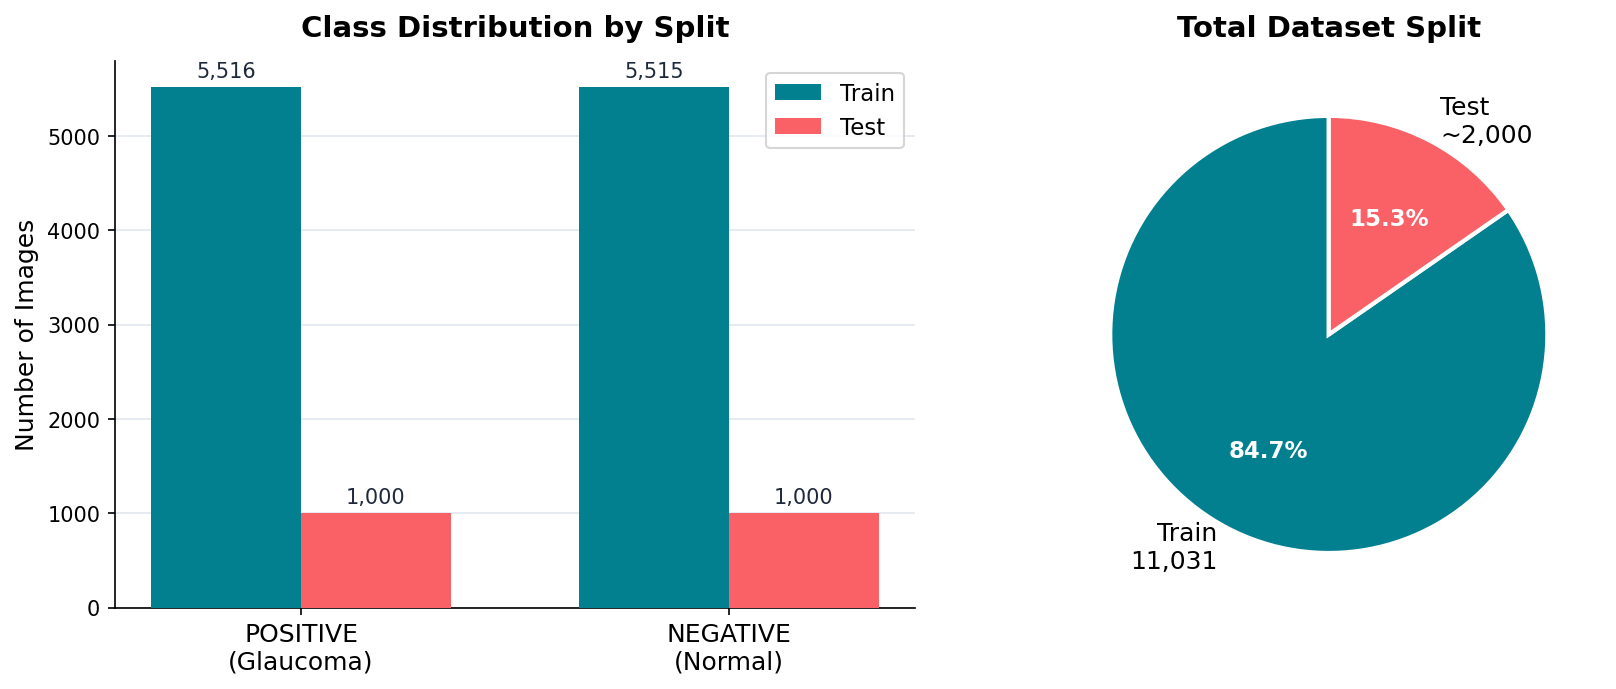 Class Distribution by Split
5,516
5,515
Train
Test
5000
4000
3000
2000
1000
0
Number of Images
1,000
1,000
POSITIVE
(Glaucoma)
NEGATIVE
(Normal)
Total Dataset Split
Test
~2,000
15.3%
84.7%
Train
11,031